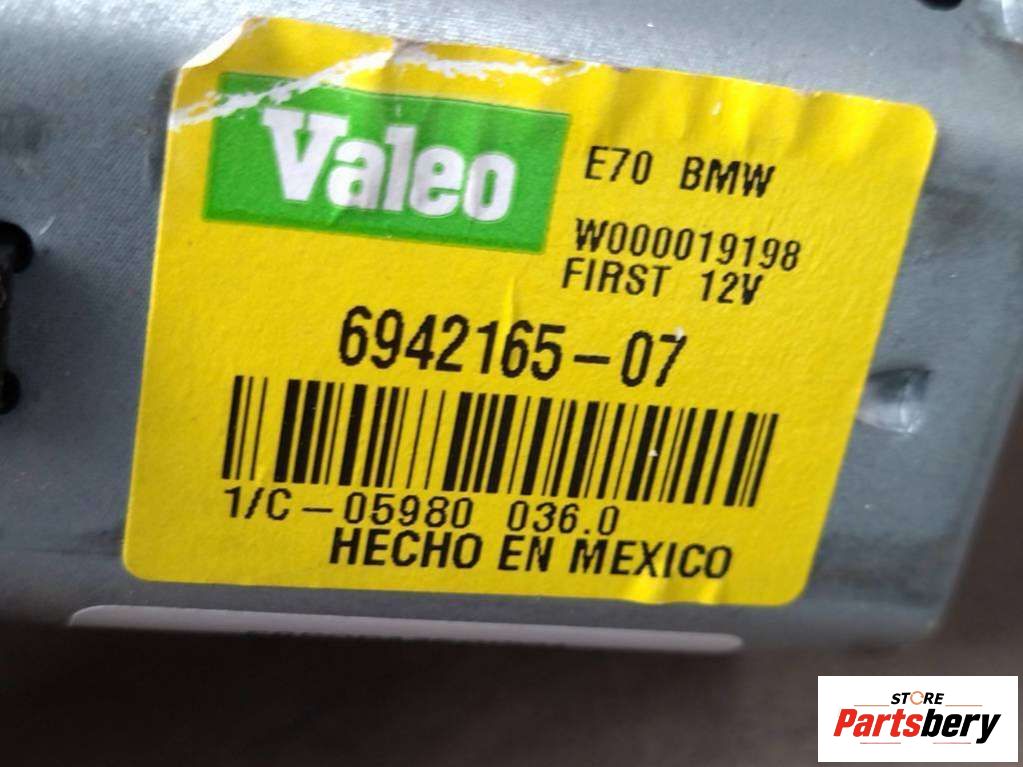 Valeo
E70 BMW
W000019198
FIRST 12V
6942165-07
1/C-05980 036.0
HECHO EN MEXICO
STORE
Partsbery